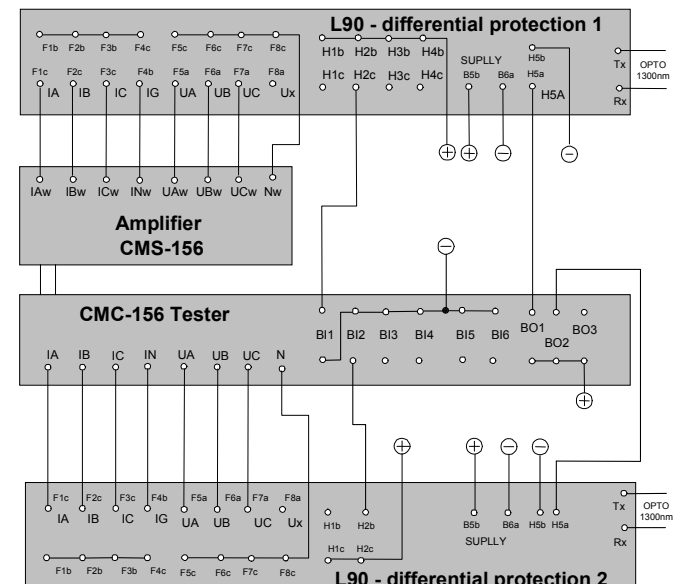 L90 - differential protection 1
F1b F2b F3b F4c F5c F6c F7c F8c
H1b H2b H3b H4b
SUPLLY
H5b
Tx
OPTO
1300nm
F1c F2c F3c F4b F5a F6a F7a F8a
H1c H2c H3c H4c
B5b B6a H5a
IA IB IC IG UA UB UC Ux
H5A
Rx
IAw IBw ICw INw UAw UBw UCw Nw
Amplifier
CMS-156
CMC-156 Tester
BI1 BI2 BI3 BI4 BI5 BI6 BO1 BO2 BO3
IA IB IC IN UA UB UC N
F1c F2c F3c F4b F5a F6a F7a F8a
IA IB IC IG UA UB UC Ux
H1b H2b
B5b B6a H5b H5a
SUPLLY
Tx
OPTO
1300nm
Rx
H1c H2c
F1b F2b F3b F4c F5c F6c F7c F8c
L90 - differential protection 2